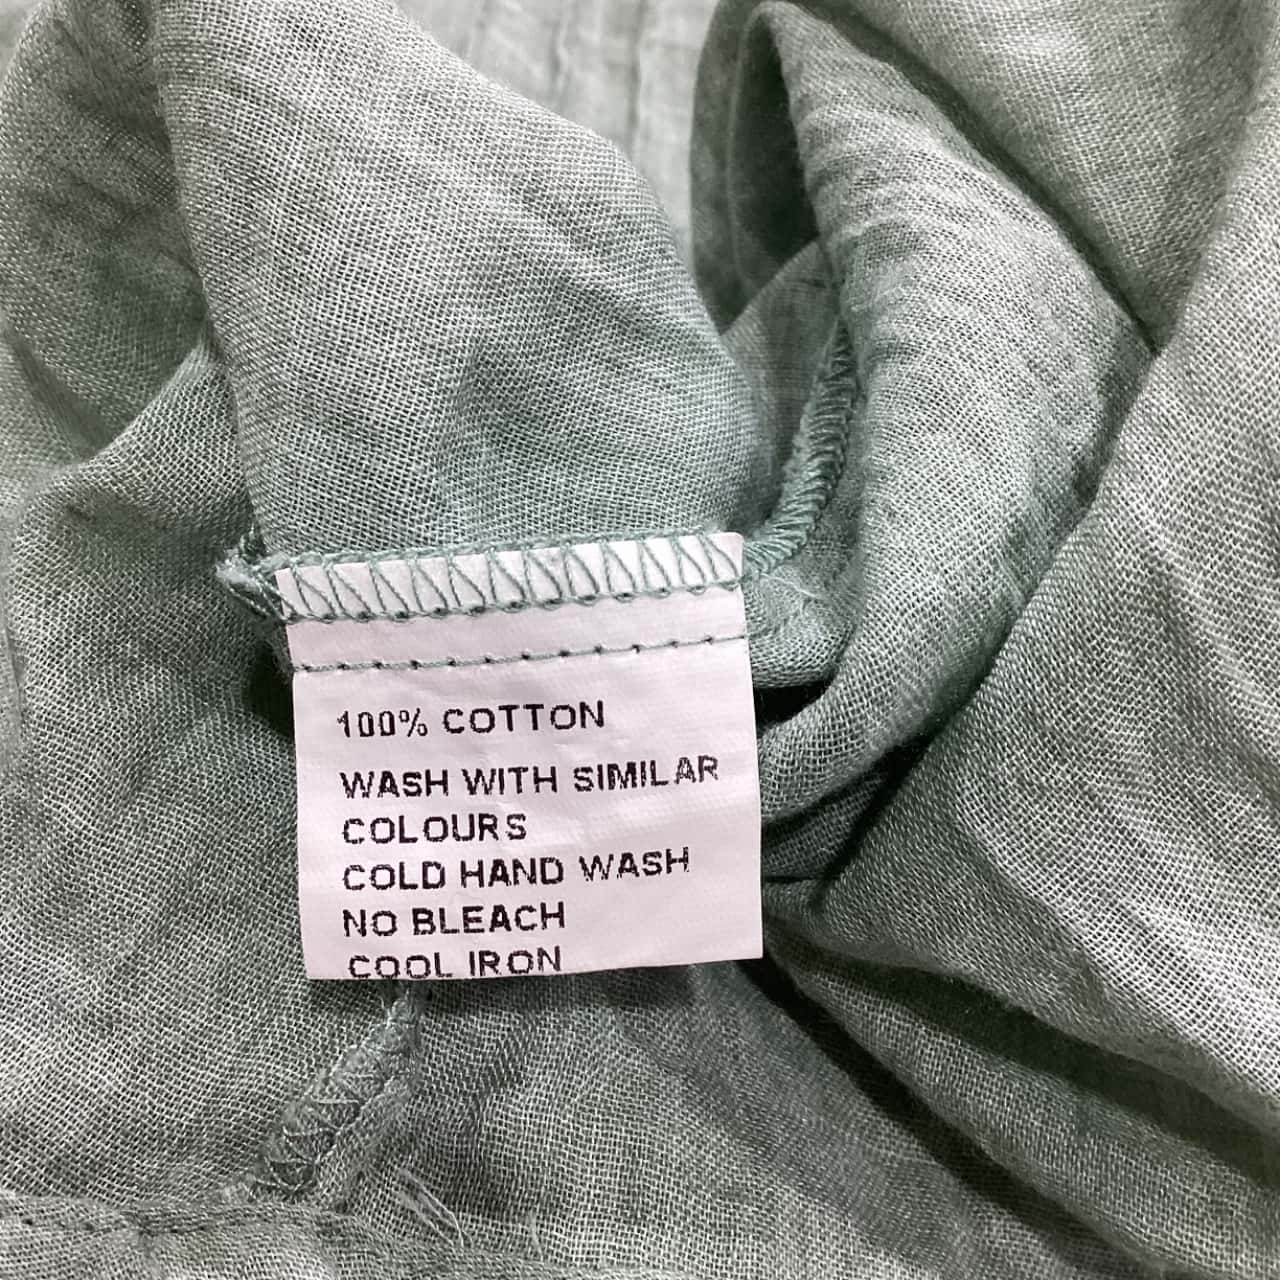 100% COTTON
WASH WITH SIMILAR
COLOURS
COLD HAND WASH
NO BLEACH
COOL IRON